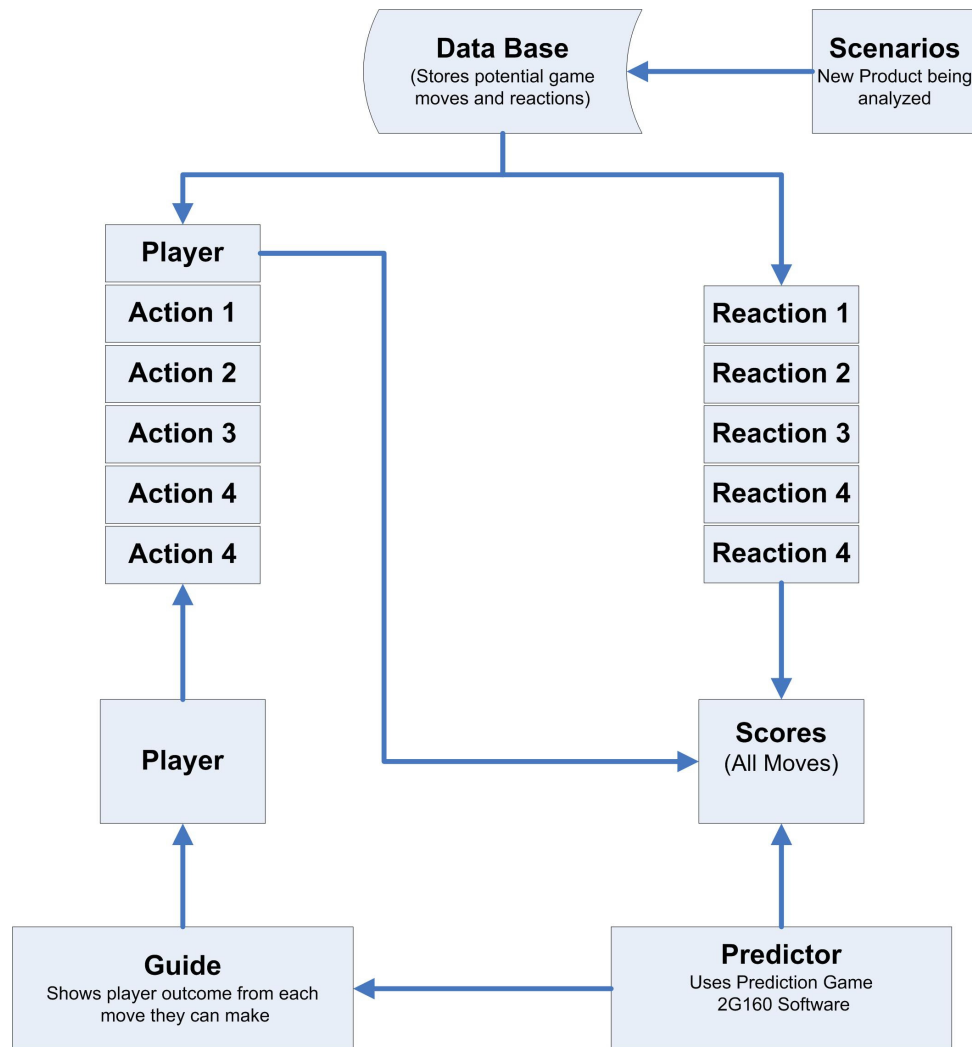 Data Base
(Stores potential game
moves and reactions)
Scenarios
New Product being
analyzed
Player
Action 1
Action 2
Action 3
Action 4
Action 4
Reaction 1
Reaction 2
Reaction 3
Reaction 4
Reaction 4
Player
Scores
(All Moves)
Guide
Shows player outcome from each
move they can make
Predictor
Uses Prediction Game
2G160 Software